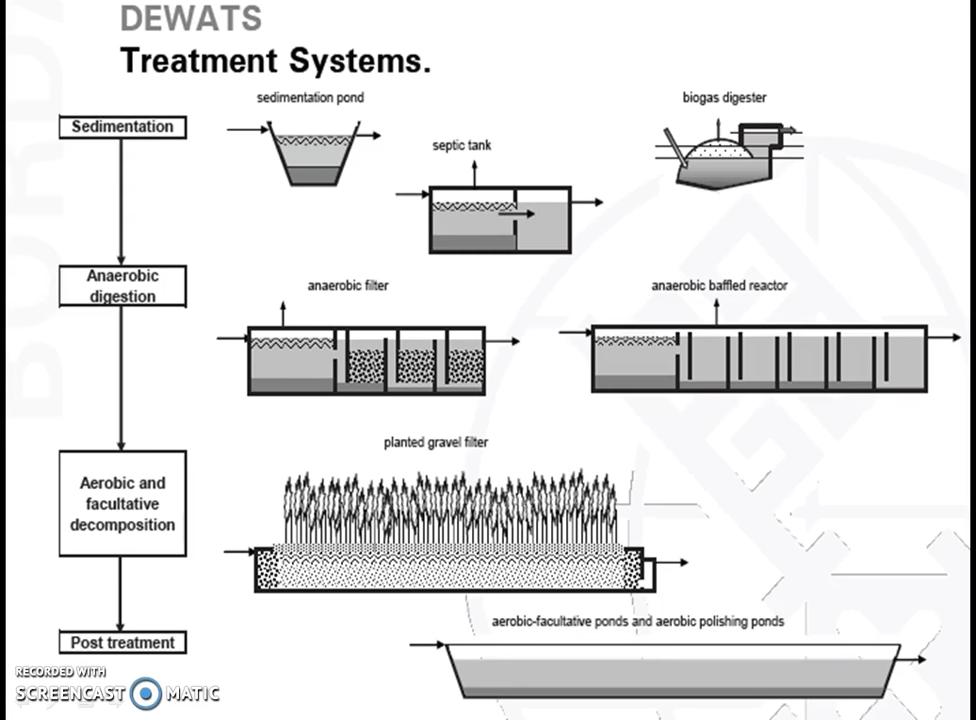 DEWATS
Treatment Systems.
sedimentation pond
biogas digester
Sedimentation
septic tank
Anaerobic
digestion
anaerobic filter
anaerobic baffled reactor
planted gravel filter
Aerobic and
facultative
decomposition
aerobic-facultative ponds and aerobic polishing ponds
Post treatment
RECORDED WITH
SCREENCAST MATIC